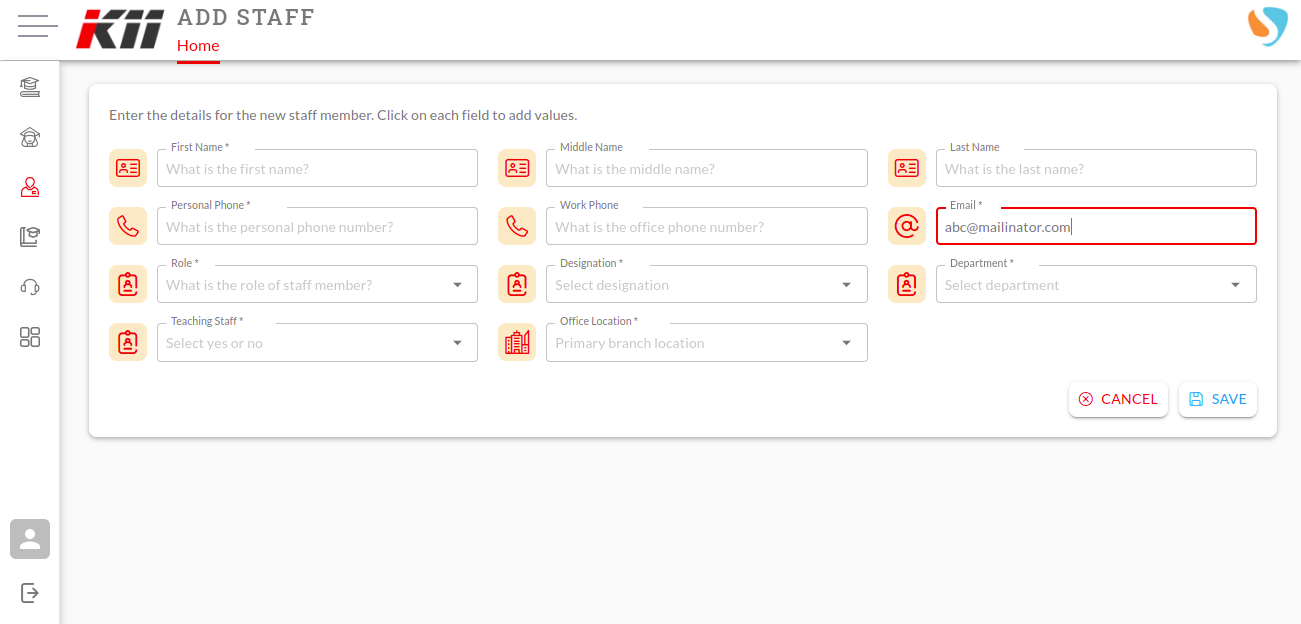 KII
ADD STAFF
Home
Enter the details for the new staff member. Click on each field to add values.
First Name *
What is the first name?
Middle Name
What is the middle name?
Last Name
What is the last name?
Personal Phone *
What is the personal phone number?
Work Phone
What is the office phone number?
Email *
abc@mailinator.com
Role *
What is the role of staff member?
Designation *
Select designation
Department *
Select department
Teaching Staff *
Select yes or no
Office Location *
Primary branch location
CANCEL
SAVE